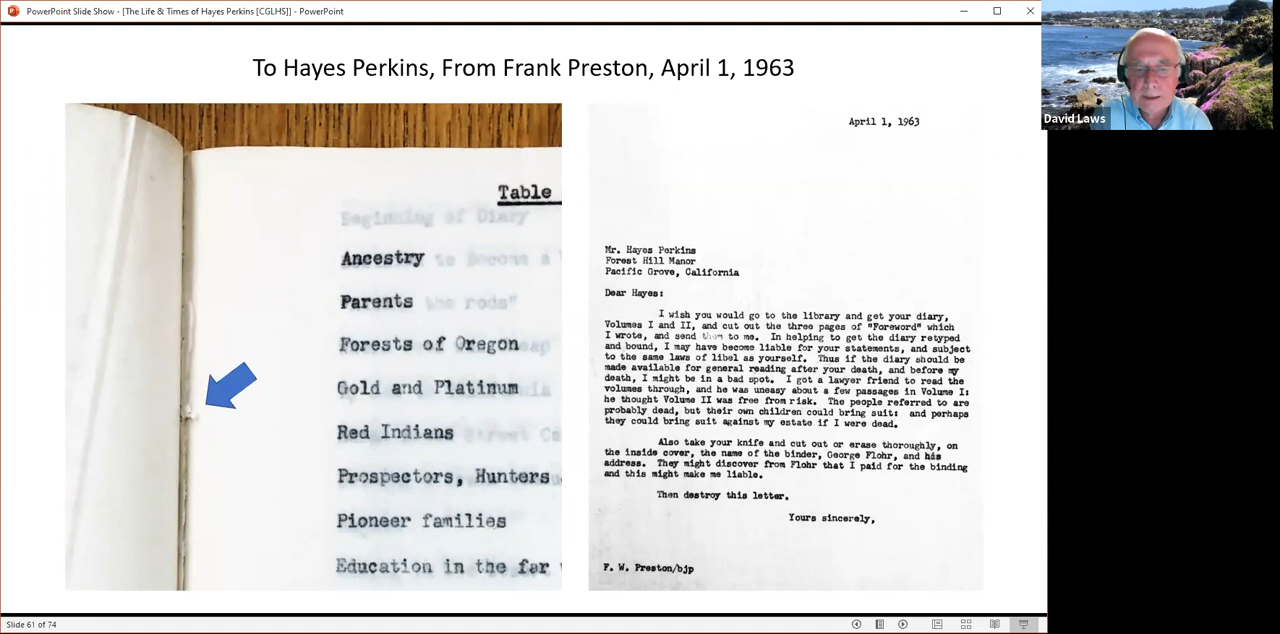 PowerPoint Slide Show - [The Life & Times of Hayes Perkins [CGLHS]] - PowerPoint
David Laws
To Hayes Perkins, From Frank Preston, April 1, 1963
Table
Beginning of Diary
Ancestry
Parents the rods"
Forests of Oregon
Gold and Platinum
Red Indians
Prospectors, Hunters
Pioneer families
Education in the far
April 1, 1963
Mr. Hayes Perkins
Forest Hill Manor
Pacific Grove, California
Dear Hayes:
I wish you would go to the library and get your diary,
Volumes I and II, and cut out the three pages of "Foreword" which
I wrote, and send them to me. In helping to get the diary retyped
and bound, I may have become liable for your statements, and subject
to the same laws of libel as yourself. Thus if the diary should be
made available for general reading after your death, and before my
death, I might be in a bad spot. I got a lawyer friend to read the
volumes through, and he was uneasy about a few passages in Volume I:
he thought Volume II was free from risk. The people referred to are
probably dead, but their own children could bring suit: and perhaps
they could bring suit against my estate if I were dead.
Also take your knife and cut out or erase thoroughly, on
the inside cover, the name of the binder, George Flohr, and his
address. They might discover from Flohr that I paid for the binding
and this might make me liable.
Then destroy this letter.
Yours sincerely,
F. W. Preston/bjp
Slide 61 of 74